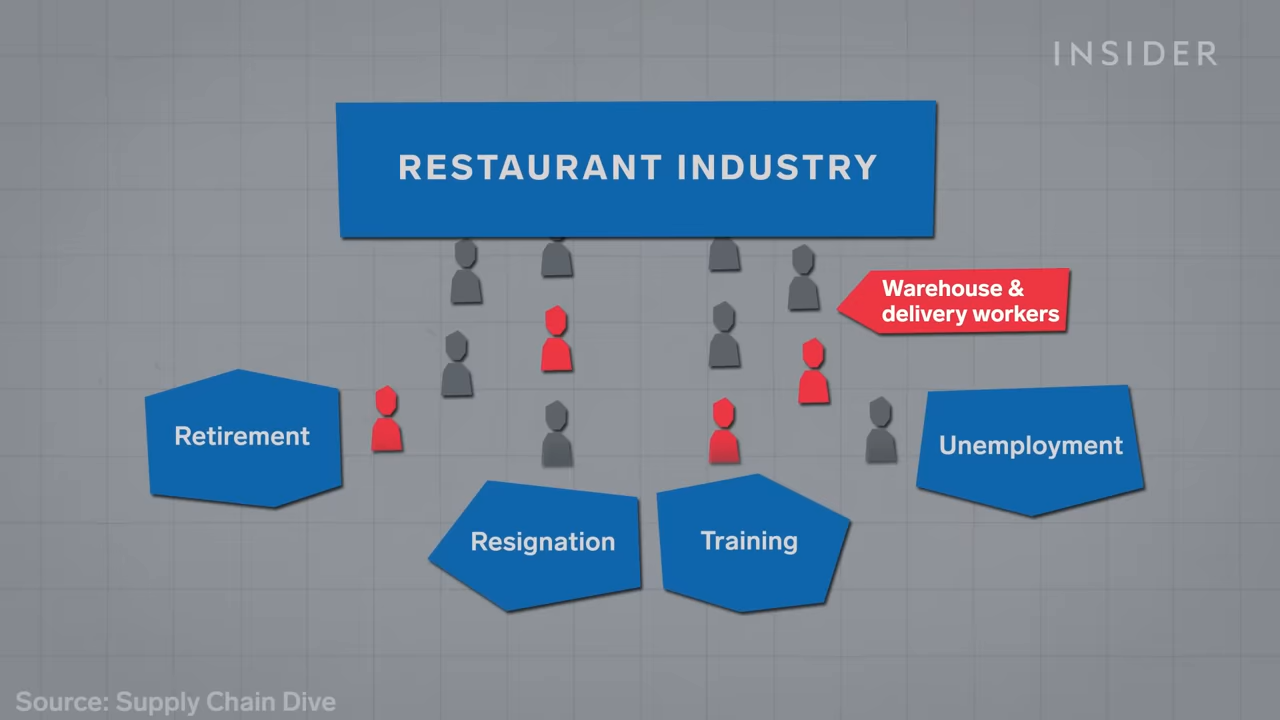 INSIDER
RESTAURANT INDUSTRY
Warehouse &
delivery workers
Retirement
Unemployment
Resignation
Training
Source: Supply Chain Dive